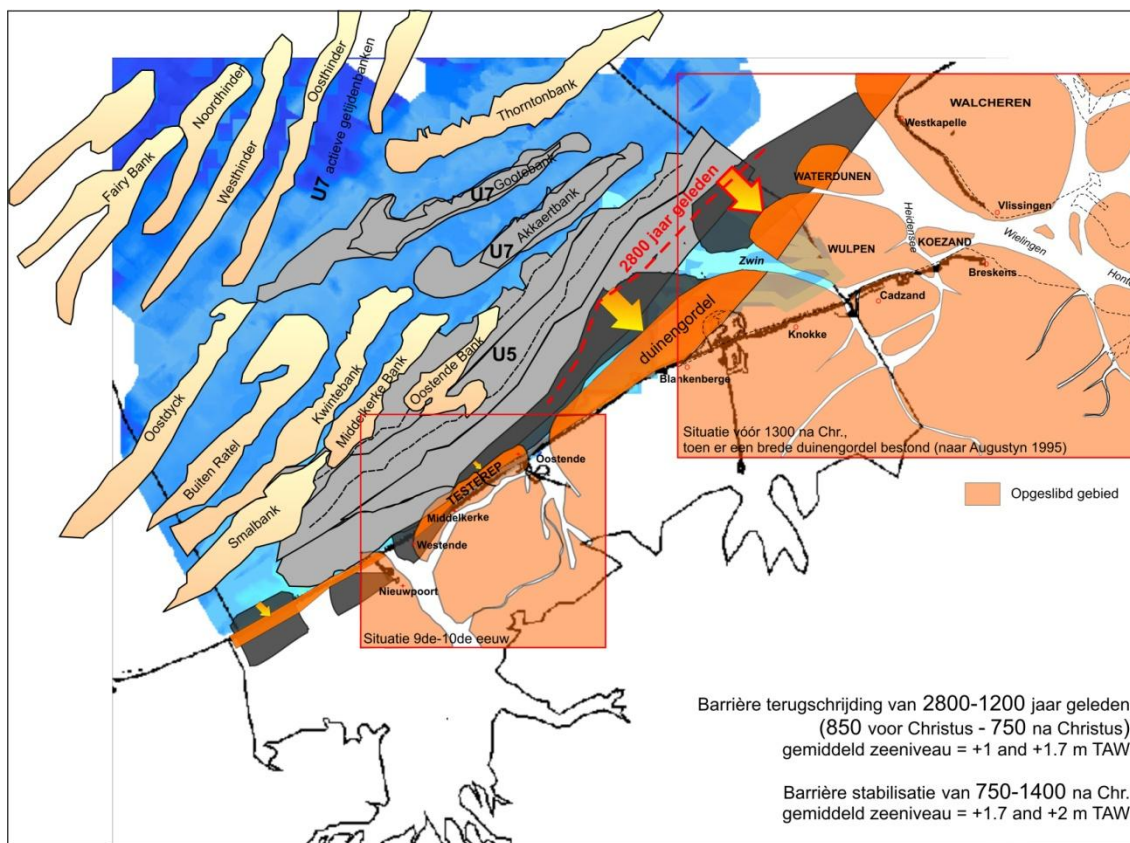 Noordhinder
Oosthinder
U7 actieve getijdenbanken
Fairy Bank
Westhinder
Thorntonbank
WALCHEREN
Westkapelle
Gootebank
U7
Akkaertbank
U7
2800 jaar geleden
WATERDUNEN
Vlissingen
Heidensee
Wielingen
WULPEN
KOEZAND
Zwin
Breskens
Honte
Cadzand
Knokke
duinengordel
Blankenberge
Oostdyck
Buiten Ratel
Kwintebank
Middelkerke Bank
Oostende Bank
U5
Smalbank
Situatie vóór 1300 na Chr.,
toen er een brede duinengordel bestond (naar Augustyn 1995)
Oostende
TESTEREP
Middelkerke
Westende
Nieuwpoort
Situatie 9de-10de eeuw
Opgeslibd gebied
Barrière terugschrijding van 2800-1200 jaar geleden
(850 voor Christus - 750 na Christus)
gemiddeld zeeniveau = +1 and +1.7 m TAW
Barrière stabilisatie van 750-1400 na Chr.
gemiddeld zeeniveau = +1.7 and +2 m TAW